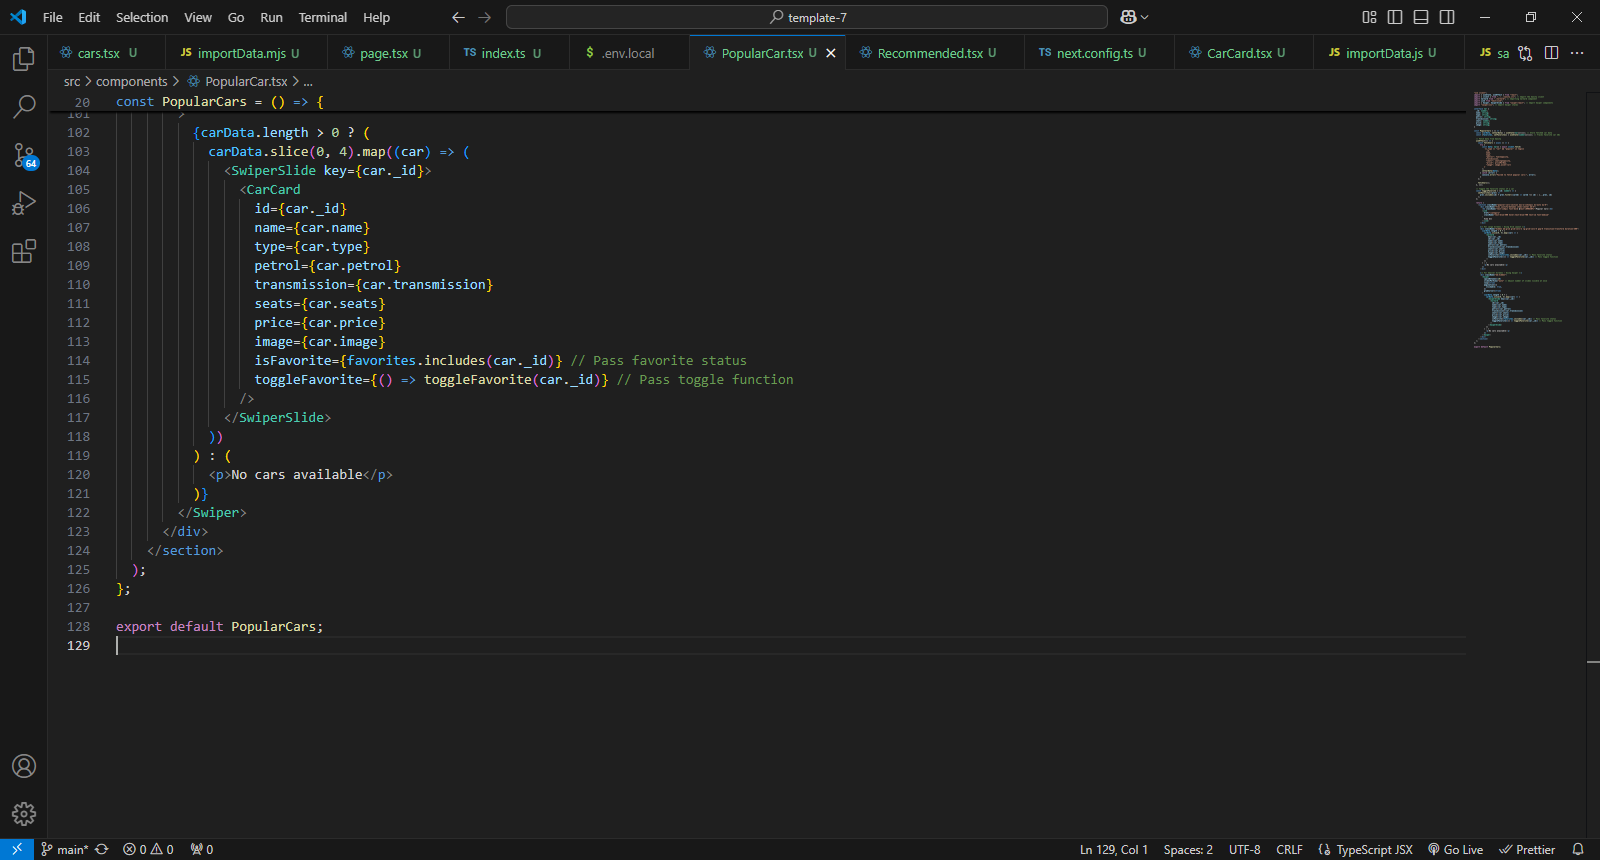 File Edit Selection View Go Run Terminal Help
template-7
cars.tsx U
JS importData.mjs U
page.tsx U
TS index.ts U
$ .env.local
PopularCar.tsx U
Recommended.tsx U
TS next.config.ts U
CarCard.tsx U
JS importData.js U
JS sa
src > components > PopularCar.tsx > ...
20 const PopularCars = () => {
101 >
102 {carData.length > 0 ? (
103 carData.slice(0, 4).map((car) => (
104 <SwiperSlide key={car._id}>
105 <CarCard
106 id={car._id}
107 name={car.name}
108 type={car.type}
109 petrol={car.petrol}
110 transmission={car.transmission}
111 seats={car.seats}
112 price={car.price}
113 image={car.image}
114 isFavorite={favorites.includes(car._id)} // Pass favorite status
115 toggleFavorite={() => toggleFavorite(car._id)} // Pass toggle function
116 />
117 </SwiperSlide>
118 ))
119 ) : (
120 <p>No cars available</p>
121 )}
122 </Swiper>
123 </div>
124 </section>
125 );
126 };
127
128 export default PopularCars;
129
64
main* 0 0 0
Ln 129, Col 1 Spaces: 2 UTF-8 CRLF {} TypeScript JSX Go Live Prettier